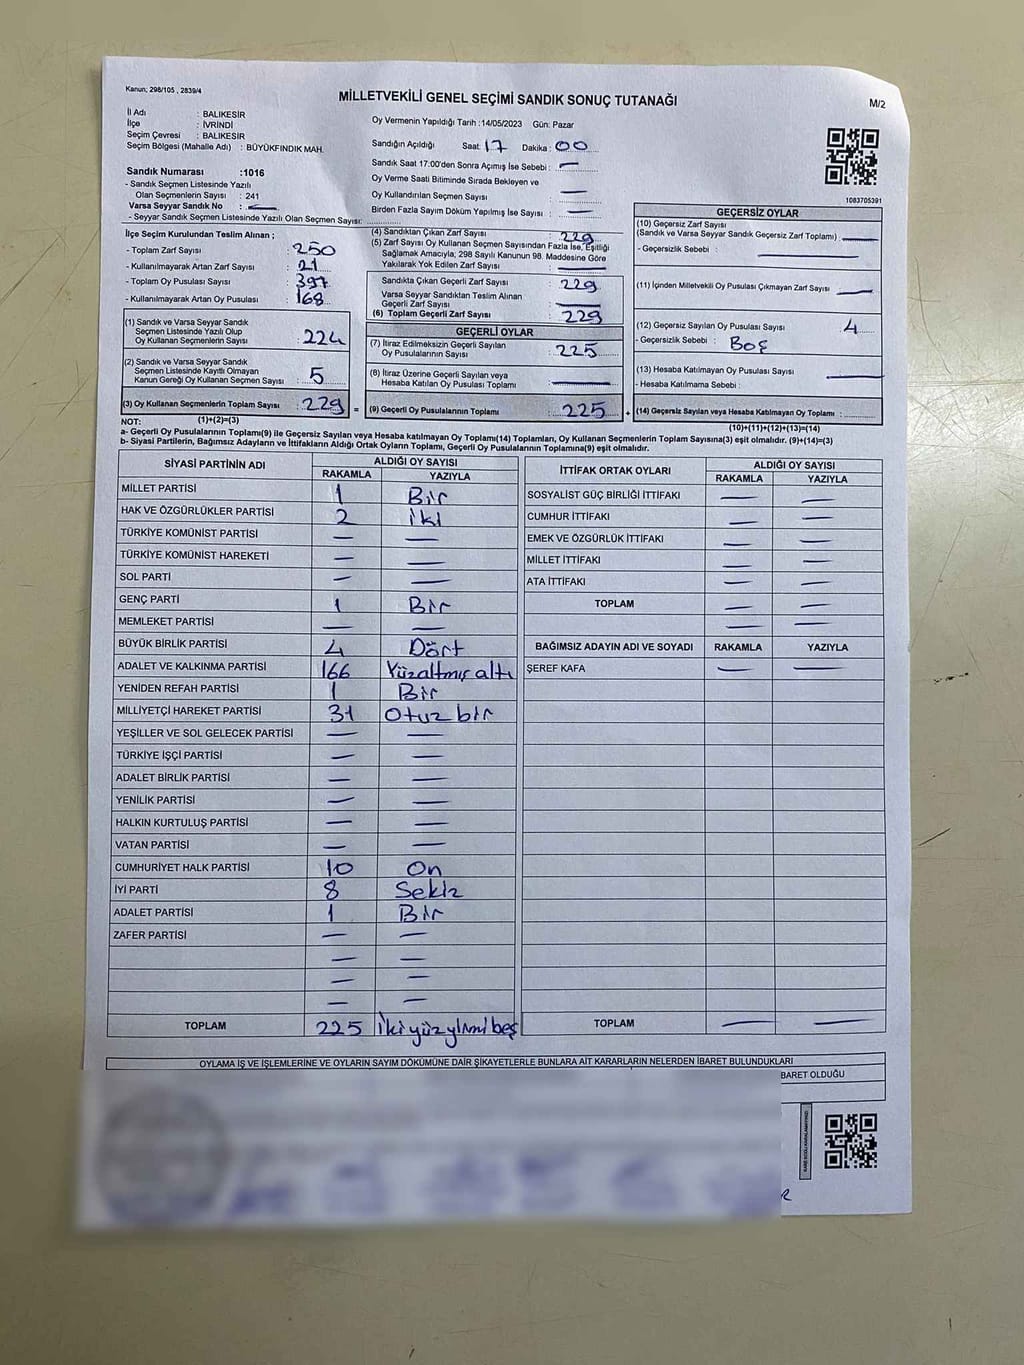 Kanun; 298/105 , 2839/4
MİLLETVEKİLİ GENEL SEÇİMİ SANDIK SONUÇ TUTANAĞI
M/2
İl Adı : BALIKESİR
İlçe : İVRİNDİ
Seçim Çevresi : BALIKESİR
Seçim Bölgesi (Mahalle Adı) : BÜYÜKFINDIK MAH.
Sandık Numarası :1016
- Sandık Seçmen Listesinde Yazılı
Olan Seçmenlerin Sayısı : 241
Varsa Seyyar Sandık No : —
- Seyyar Sandık Seçmen Listesinde Yazılı Olan Seçmen Sayısı:
Oy Vermenin Yapıldığı Tarih :14/05/2023 Gün: Pazar
Sandığın Açıldığı Saat: 17 Dakika : 00
Sandık Saat 17:00'den Sonra Açımış İse Sebebi : —
Oy Verme Saati Bitiminde Sırada Bekleyen ve
Oy Kullandırılan Seçmen Sayısı : —
Birden Fazla Sayım Döküm Yapılmış İse Sayısı : —
1083705391
İlçe Seçim Kurulundan Teslim Alınan ;
- Toplam Zarf Sayısı : 250
- Kullanılmayarak Artan Zarf Sayısı : 21
- Toplam Oy Pusulası Sayısı : 397
- Kullanılmayarak Artan Oy Pusulası : 168
(1) Sandık ve Varsa Seyyar Sandık
Seçmen Listesinde Yazılı Olup
Oy Kullanan Seçmenlerin Sayısı : 224
(2) Sandık ve Varsa Seyyar Sandık
Seçmen Listesinde Kayıtlı Olmayan
Kanun Gereği Oy Kullanan Seçmen Sayısı : 5
(3) Oy Kullanan Seçmenlerin Toplam Sayısı : 229
(1)+(2)=(3)
(4) Sandıktan Çıkan Zarf Sayısı : 229
(5) Zarf Sayısı Oy Kullanan Seçmen Sayısından Fazla İse, Eşitliği
Sağlamak Amacıyla; 298 Sayılı Kanunun 98. Maddesine Göre
Yakılarak Yok Edilen Zarf Sayısı : —
Sandıkta Çıkan Geçerli Zarf Sayısı : 229
Varsa Seyyar Sandıktan Teslim Alınan
Geçerli Zarf Sayısı : —
(6) Toplam Geçerli Zarf Sayısı : 229
GEÇERLİ OYLAR
(7) İtiraz Edilmeksizin Geçerli Sayılan
Oy Pusulalarının Sayısı : 225
(8) İtiraz Üzerine Geçerli Sayılan veya
Hesaba Katılan Oy Pusulası Toplamı : —
= (9) Geçerli Oy Pusulalarının Toplamı : 225 +
GEÇERSİZ OYLAR
(10) Geçersiz Zarf Sayısı
(Sandık ve Varsa Seyyar Sandık Geçersiz Zarf Toplamı) —
- Geçersizlik Sebebi : —
(11) İçinden Milletvekili Oy Pusulası Çıkmayan Zarf Sayısı —
(12) Geçersiz Sayılan Oy Pusulası Sayısı : 4
- Geçersizlik Sebebi : Boş
(13) Hesaba Katılmayan Oy Pusulası Sayısı : —
- Hesaba Katılmama Sebebi :
(14) Geçersiz Sayılan veya Hesaba Katılmayan Oy Toplamı :
(10)+(11)+(12)+(13)=(14)
NOT:
a- Geçerli Oy Pusulalarının Toplamı(9) ile Geçersiz Sayılan veya Hesaba katılmayan Oy Toplamı(14) Toplamları, Oy Kullanan Seçmenlerin Toplam Sayısına(3) eşit olmalıdır. (9)+(14)=(3)
b- Siyasi Partilerin, Bağımsız Adayların ve İttifakların Aldığı Ortak Oyların Toplamı, Geçerli Oy Pusulalarının Toplamına(9) eşit olmalıdır.
SİYASİ PARTİNİN ADI ALDIĞI OY SAYISI
RAKAMLA YAZIYLA
MİLLET PARTİSİ 1 Bir
HAK VE ÖZGÜRLÜKLER PARTİSİ 2 iki
TÜRKİYE KOMÜNİST PARTİSİ — —
TÜRKİYE KOMÜNİST HAREKETİ — —
SOL PARTİ — —
GENÇ PARTİ 1 Bir
MEMLEKET PARTİSİ — —
BÜYÜK BİRLİK PARTİSİ 4 Dört
ADALET VE KALKINMA PARTİSİ 166 Yüzaltmış altı
YENİDEN REFAH PARTİSİ 1 Bir
MİLLİYETÇİ HAREKET PARTİSİ 31 Otuz bir
YEŞİLLER VE SOL GELECEK PARTİSİ — —
TÜRKİYE İŞÇİ PARTİSİ — —
ADALET BİRLİK PARTİSİ — —
YENİLİK PARTİSİ — —
HALKIN KURTULUŞ PARTİSİ — —
VATAN PARTİSİ — —
CUMHURİYET HALK PARTİSİ 10 On
İYİ PARTİ 8 Sekiz
ADALET PARTİSİ 1 Bir
ZAFER PARTİSİ — —
— —
— —
— —
TOPLAM 225 İkiyüzyirmibeş
İTTİFAK ORTAK OYLARI ALDIĞI OY SAYISI
RAKAMLA YAZIYLA
SOSYALİST GÜÇ BİRLİĞİ İTTİFAKI — —
CUMHUR İTTİFAKI — —
EMEK VE ÖZGÜRLÜK İTTİFAKI — —
MİLLET İTTİFAKI — —
ATA İTTİFAKI — —
TOPLAM — —
— —
BAĞIMSIZ ADAYIN ADI VE SOYADI RAKAMLA YAZIYLA
ŞEREF KAFA — —
TOPLAM — —
OYLAMA İŞ VE İŞLEMLERİNE VE OYLARIN SAYIM DÖKÜMÜNE DAİR ŞİKAYETLERLE BUNLARA AİT KARARLARIN NELERDEN İBARET BULUNDUKLARI
BARET OLDUĞU